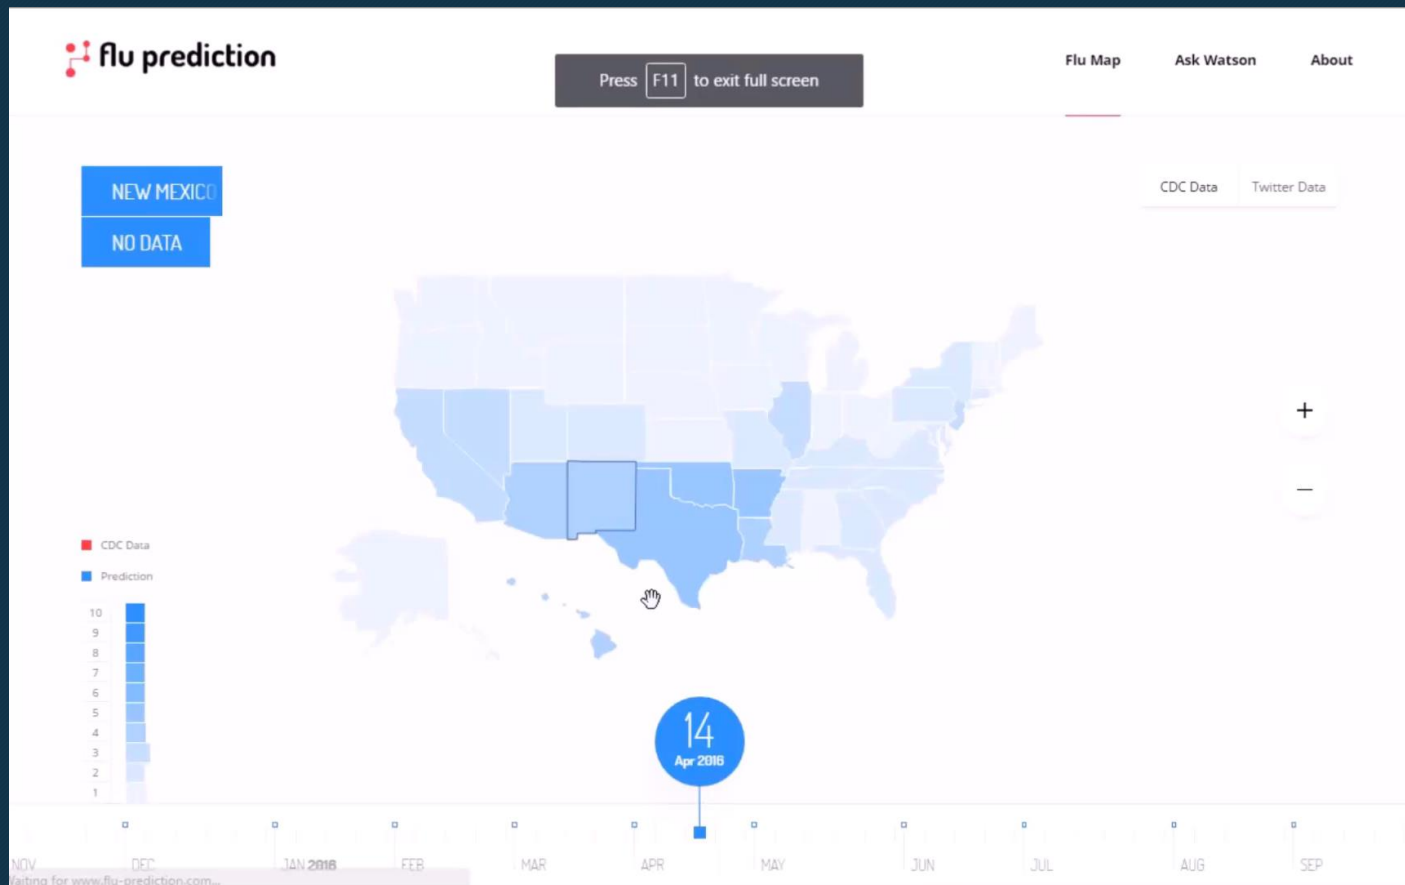 flu prediction
Press F11 to exit full screen
Flu Map
Ask Watson
About
NEW MEXICO
NO DATA
CDC Data
Twitter Data
+
−
CDC Data
Prediction
10
9
8
7
6
5
4
3
2
1
14
Apr 2016
NOV
DEC
JAN 2016
FEB
MAR
APR
MAY
JUN
JUL
AUG
SEP
Waiting for www.flu-prediction.com...